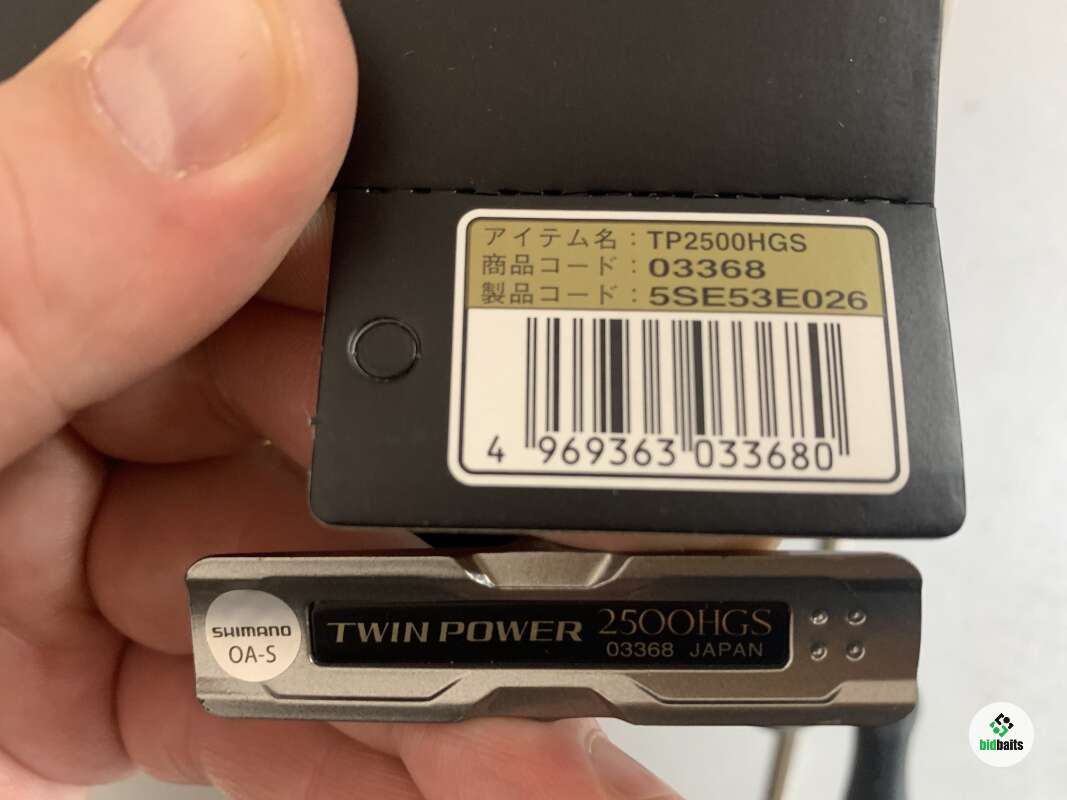 アイテム名：TP2500HGS
商品コード：03368
製品コード：5SE53E026
4 969363 033680
SHIMANO
OA-S
TWIN POWER 2500HGS
03368 JAPAN
bidbaits